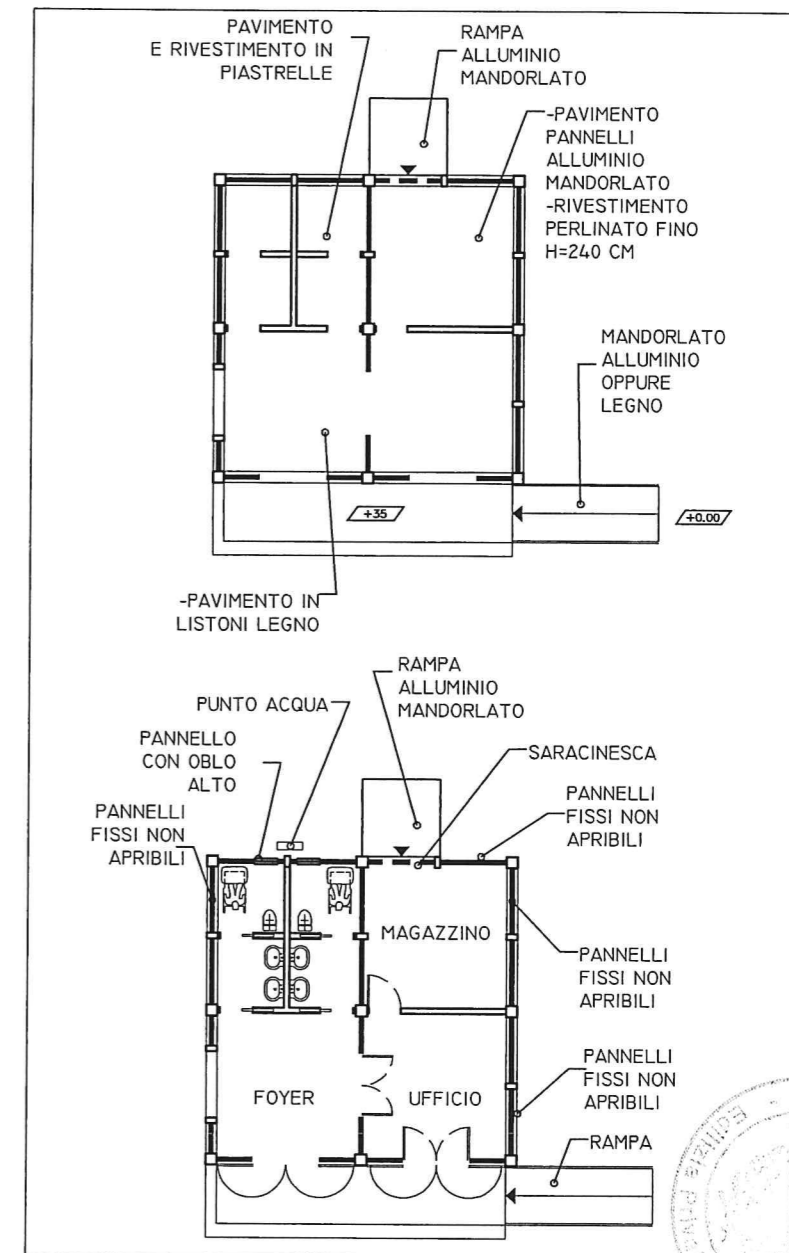 PAVIMENTO
E RIVESTIMENTO IN
PIASTRELLE
RAMPA
ALLUMINIO
MANDORLATO
-PAVIMENTO
PANNELLI
ALLUMINIO
MANDORLATO
-RIVESTIMENTO
PERLINATO FINO
H=240 CM
MANDORLATO
ALLUMINIO
OPPURE
LEGNO
+35
+0.00
-PAVIMENTO IN
LISTONI LEGNO
RAMPA
ALLUMINIO
MANDORLATO
PUNTO ACQUA
PANNELLO
CON OBLO
ALTO
SARACINESCA
PANNELLI
FISSI NON
APRIBILI
PANNELLI
FISSI NON
APRIBILI
MAGAZZINO
PANNELLI
FISSI NON
APRIBILI
FOYER
UFFICIO
PANNELLI
FISSI NON
APRIBILI
RAMPA
Edilizia